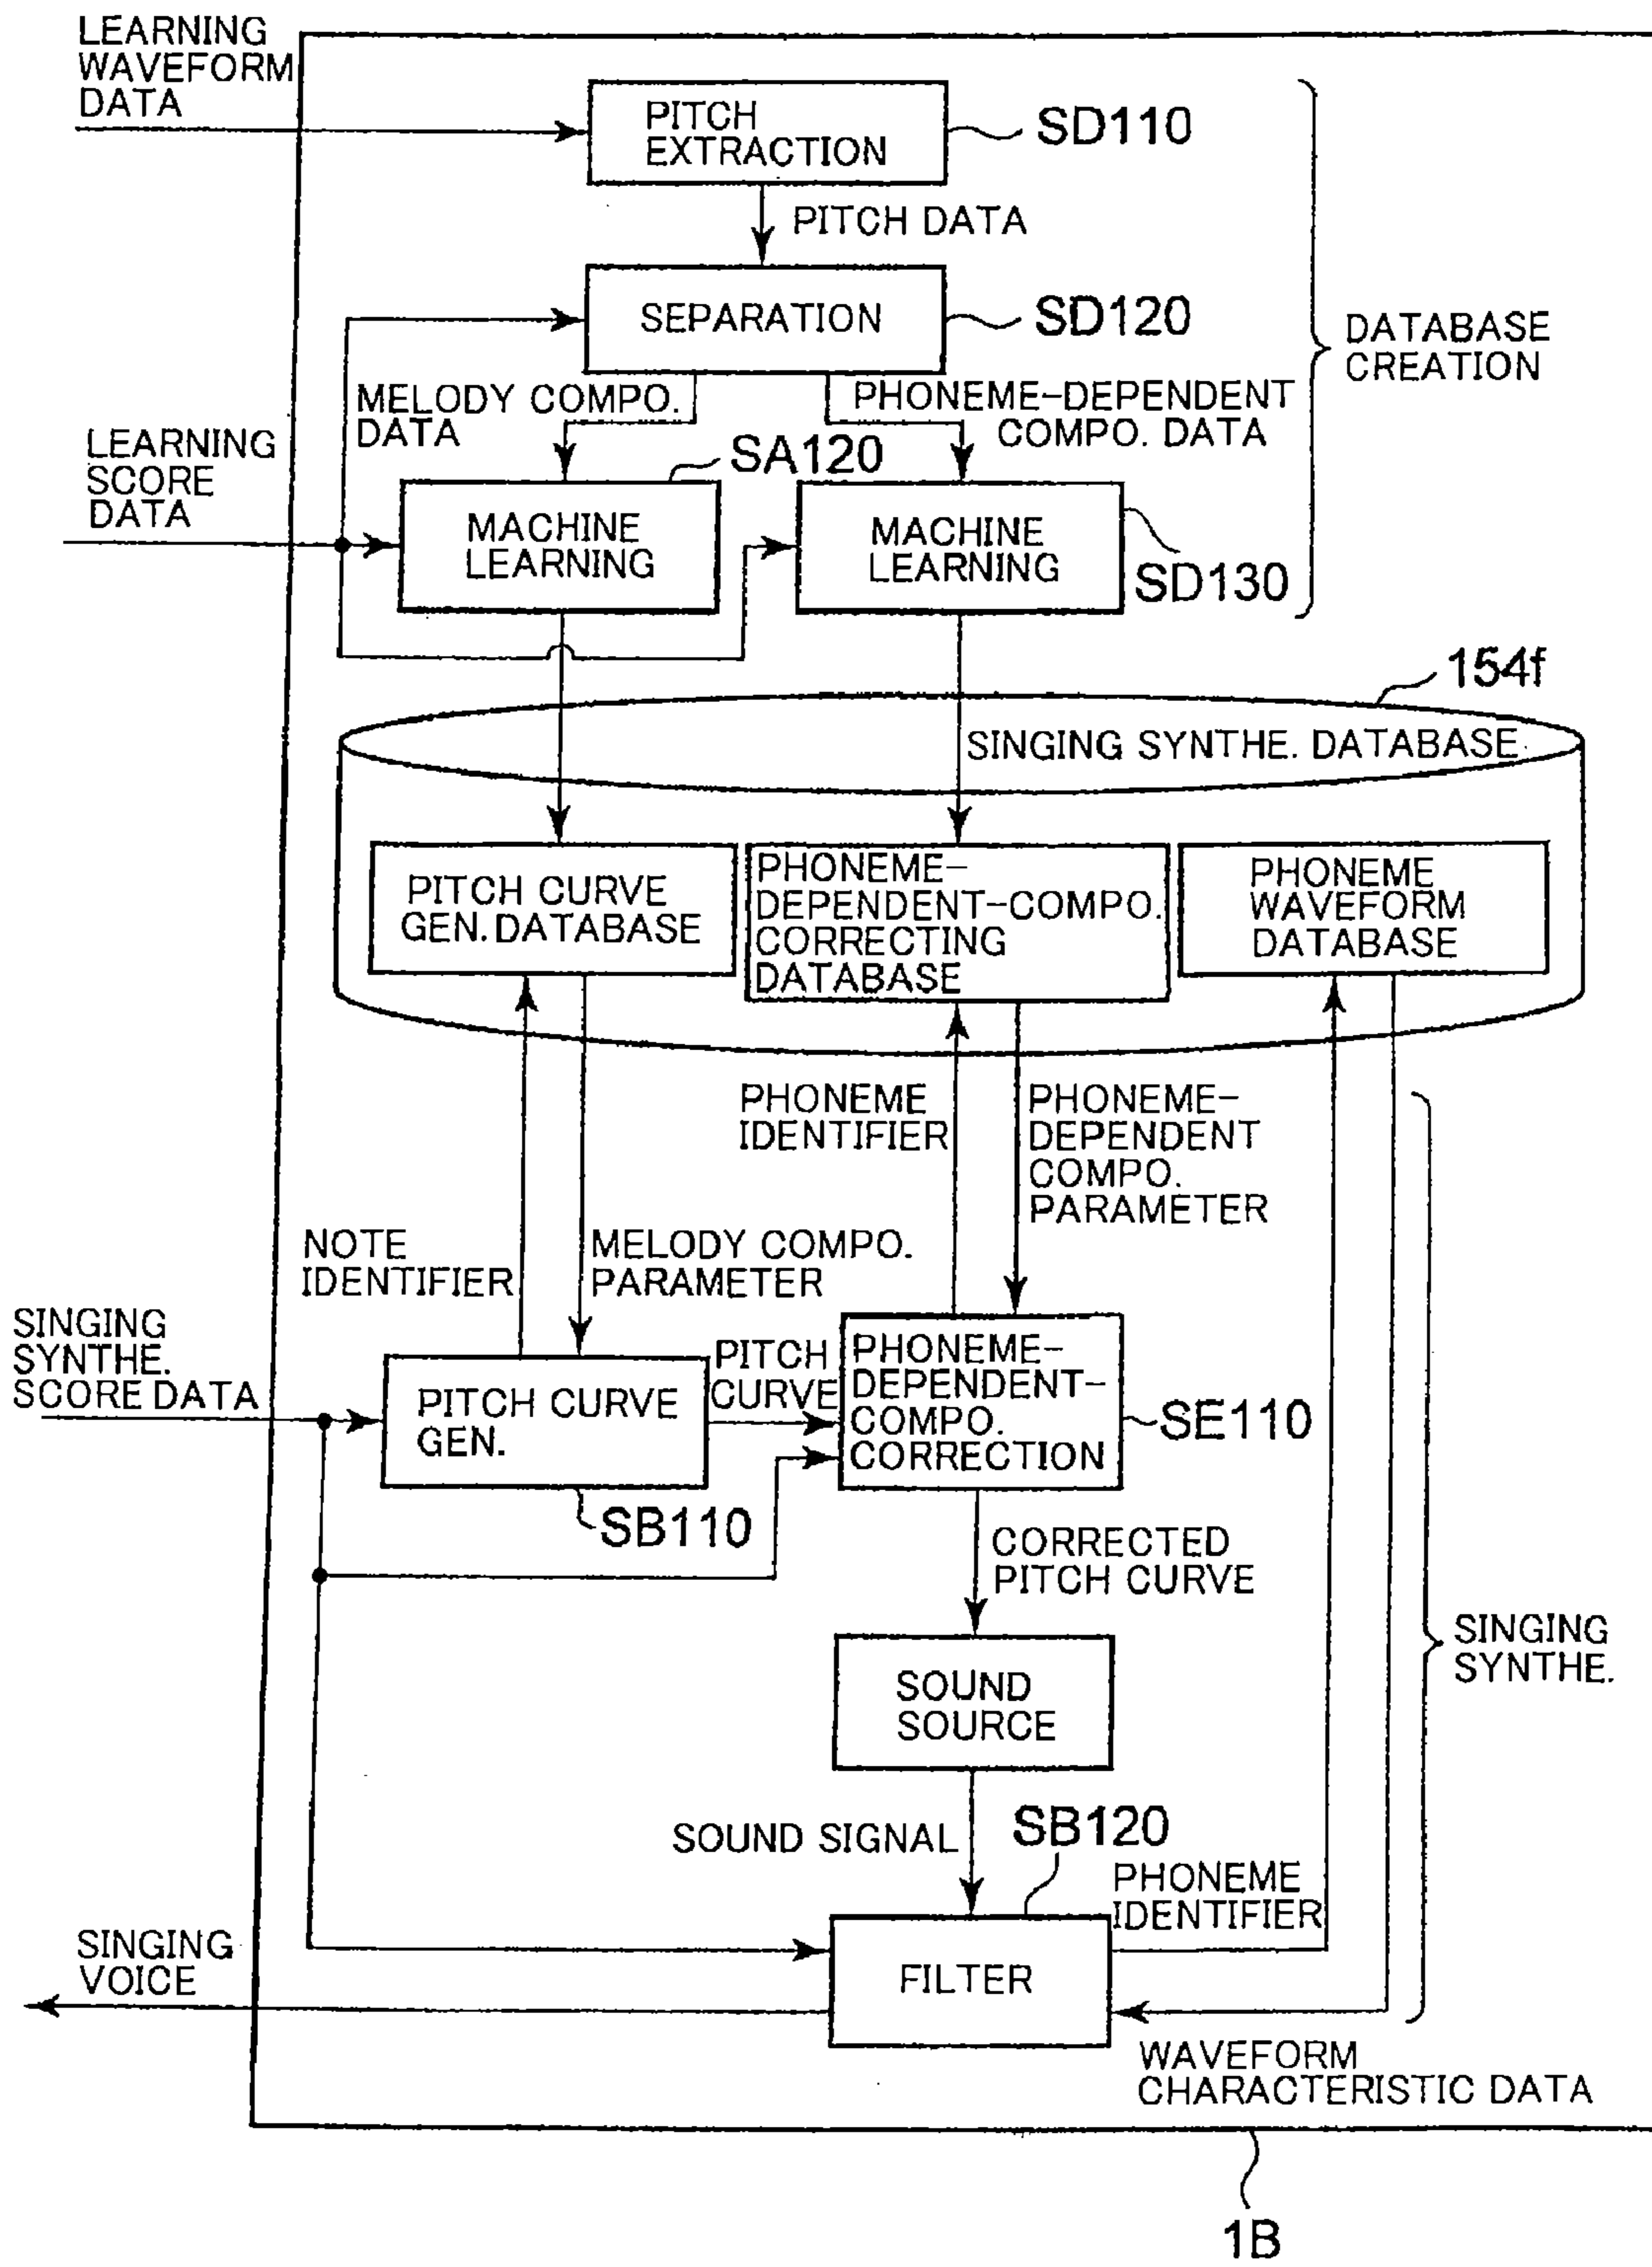 LEARNING
WAVEFORM
DATA
PITCH
EXTRACTION
SD110
PITCH DATA
SEPARATION
SD120
DATABASE
CREATION
MELODY COMPO.
DATA
PHONEME-DEPENDENT
COMPO. DATA
LEARNING
SCORE
DATA
SA120
MACHINE
LEARNING
MACHINE
LEARNING
SD130
154f
SINGING SYNTHE. DATABASE
PITCH CURVE
GEN. DATABASE
PHONEME-
DEPENDENT-COMPO.
CORRECTING
DATABASE
PHONEME
WAVEFORM
DATABASE
PHONEME
IDENTIFIER
PHONEME-
DEPENDENT
COMPO.
PARAMETER
NOTE
IDENTIFIER
MELODY COMPO.
PARAMETER
SINGING
SYNTHE.
SCORE DATA
PITCH CURVE
GEN.
SB110
PITCH
CURVE
PHONEME-
DEPENDENT-
COMPO.
CORRECTION
SE110
CORRECTED
PITCH CURVE
SOUND
SOURCE
SINGING
SYNTHE.
SOUND SIGNAL
SB120
PHONEME
IDENTIFIER
SINGING
VOICE
FILTER
WAVEFORM
CHARACTERISTIC DATA
1B